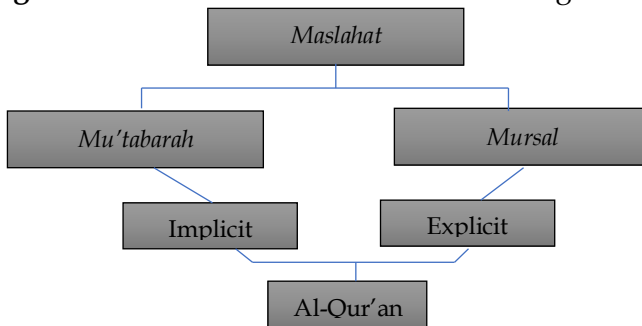 Maslahat
Mu'tabarah
Mursal
Implicit
Explicit
Al-Qur'an